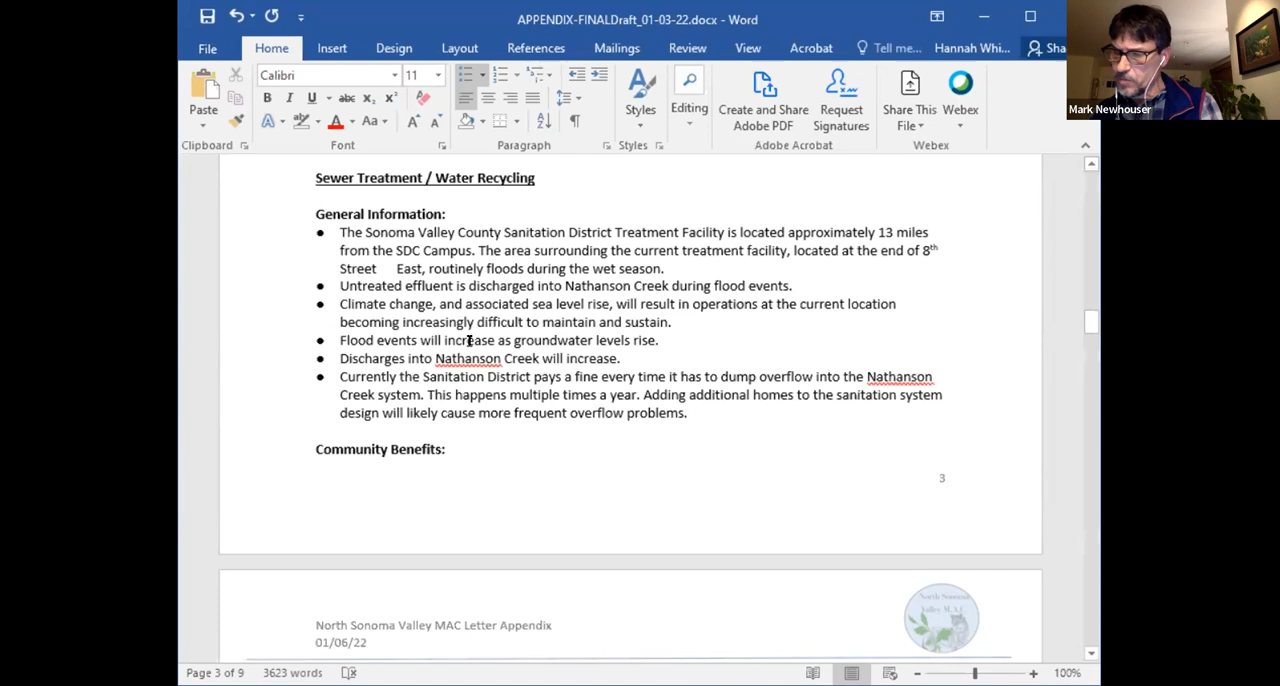 APPENDIX-FINALDraft_01-03-22.docx - Word
File Home Insert Design Layout References Mailings Review View Acrobat Tell me... Hannah Whi... Sha
Mark Newhouser
Calibri 11
Paste
B I U abc X₂ X²
A Aa A A
Styles
Editing
Create and Share
Adobe PDF
Request
Signatures
Share This
File
Webex
Clipboard Font Paragraph Styles Adobe Acrobat Webex
Sewer Treatment / Water Recycling
General Information:
● The Sonoma Valley County Sanitation District Treatment Facility is located approximately 13 miles
from the SDC Campus. The area surrounding the current treatment facility, located at the end of 8th
Street East, routinely floods during the wet season.
● Untreated effluent is discharged into Nathanson Creek during flood events.
● Climate change, and associated sea level rise, will result in operations at the current location
becoming increasingly difficult to maintain and sustain.
● Flood events will increase as groundwater levels rise.
● Discharges into Nathanson Creek will increase.
● Currently the Sanitation District pays a fine every time it has to dump overflow into the Nathanson
Creek system. This happens multiple times a year. Adding additional homes to the sanitation system
design will likely cause more frequent overflow problems.
Community Benefits:
3
North Sonoma
Valley M.A.C.
North Sonoma Valley MAC Letter Appendix
01/06/22
Page 3 of 9 3623 words 100%